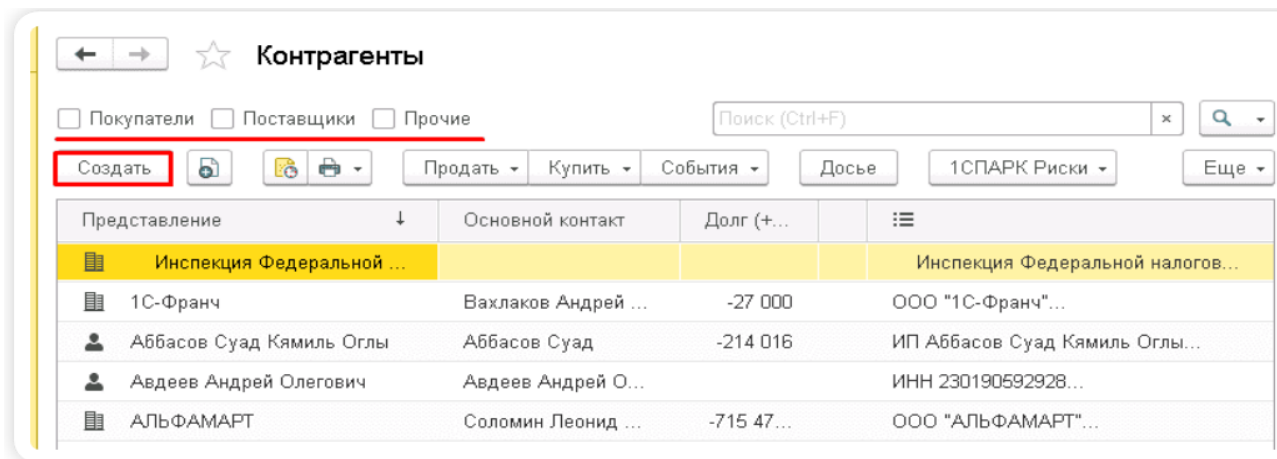 Контрагенты
Покупатели Поставщики Прочие Поиск (Ctrl+F) ×
Создать Продать Купить События Досье 1СПАРК Риски Еще
Представление ↓ Основной контакт Долг (+...
Инспекция Федеральной ... Инспекция Федеральной налогов...
1С-Франч Вахлаков Андрей ... -27 000 ООО "1С-Франч"...
Аббасов Суад Кямиль Оглы Аббасов Суад -214 016 ИП Аббасов Суад Кямиль Оглы...
Авдеев Андрей Олегович Авдеев Андрей О... ИНН 230190592928...
АЛЬФАМАРТ Соломин Леонид ... -715 47... ООО "АЛЬФАМАРТ"...